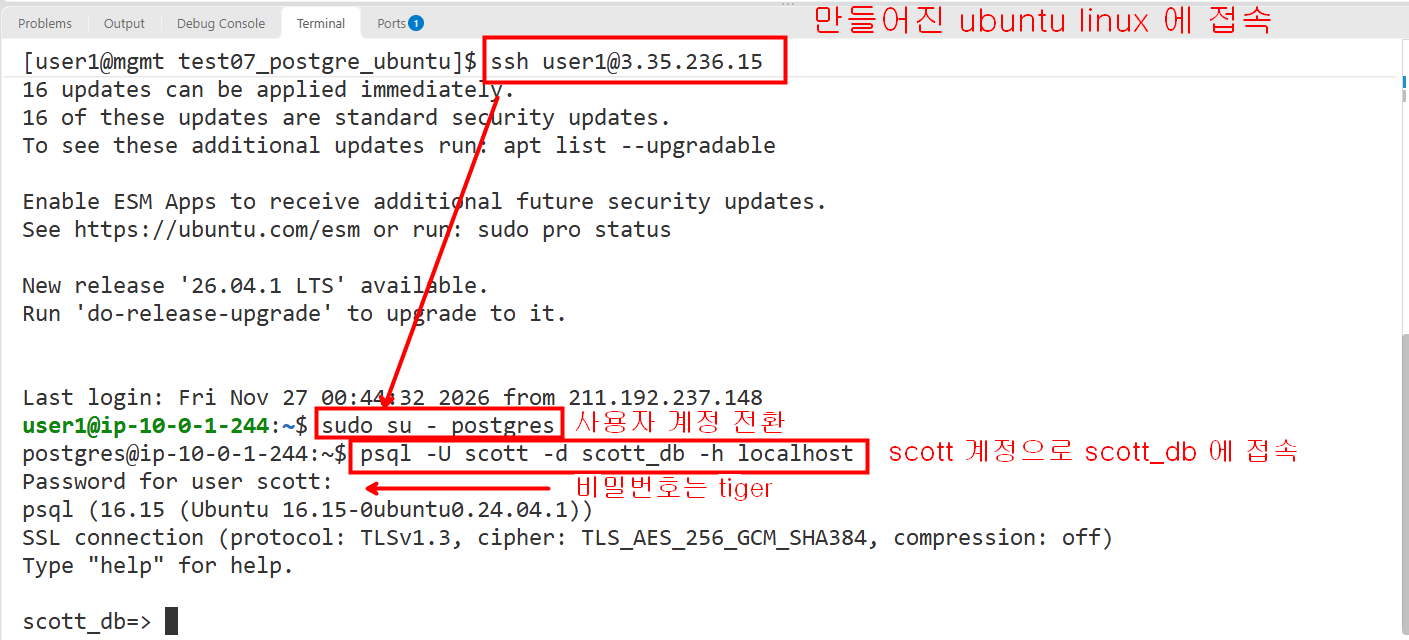 Problems Output Debug Console Terminal Ports 1
만들어진 ubuntu linux 에 접속
[user1@mgmt test07_postgre_ubuntu]$ ssh user1@3.35.236.15
16 updates can be applied immediately.
16 of these updates are standard security updates.
To see these additional updates run: apt list --upgradable
Enable ESM Apps to receive additional future security updates.
See https://ubuntu.com/esm or run: sudo pro status
New release '26.04.1 LTS' available.
Run 'do-release-upgrade' to upgrade to it.
Last login: Fri Nov 27 00:44:32 2026 from 211.192.237.148
user1@ip-10-0-1-244:~$ sudo su - postgres 사용자 계정 전환
postgres@ip-10-0-1-244:~$ psql -U scott -d scott_db -h localhost scott 계정으로 scott_db 에 접속
Password for user scott: 비밀번호는 tiger
psql (16.15 (Ubuntu 16.15-0ubuntu0.24.04.1))
SSL connection (protocol: TLSv1.3, cipher: TLS_AES_256_GCM_SHA384, compression: off)
Type "help" for help.
scott_db=>